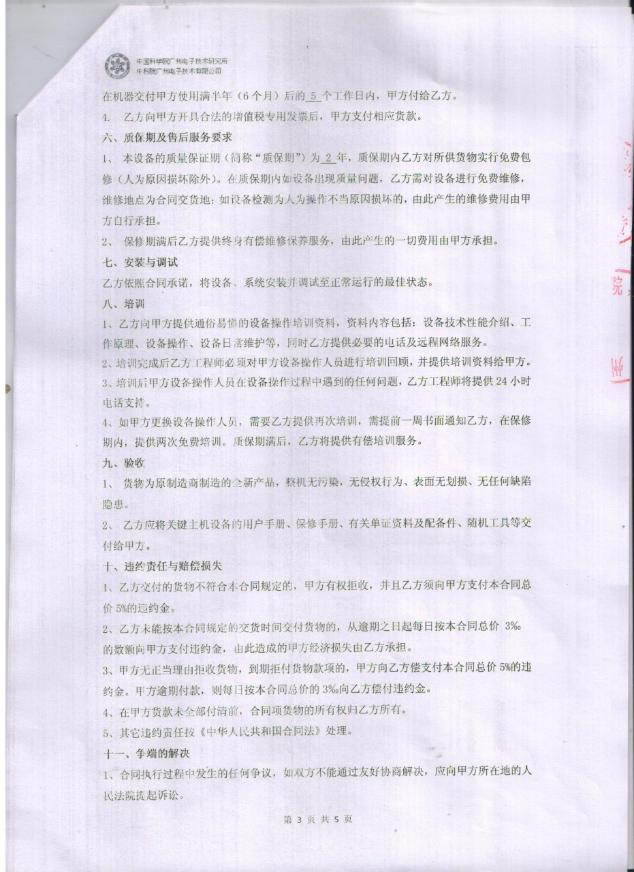 中国科学院广州电子技术研究所
中科院广州电子技术有限公司
在机器交付甲方使用满半年（6个月）后的 5 个工作日内，甲方付给乙方。
4. 乙方向甲方开具合法的增值税专用发票后，甲方支付相应货款。
六、质保期及售后服务要求
1、 本设备的质量保证期（简称“质保期”）为 2 年，质保期内乙方对所供货物实行免费包
修（人为原因损坏除外）。在质保期内如设备出现质量问题，乙方需对设备进行免费维修，
维修地点为合同交货地；如设备检测为人为操作不当原因损坏的，由此产生的维修费用由甲
方自行承担。
2、 保修期满后乙方提供终身有偿维修保养服务，由此产生的一切费用由甲方承担。
七、安装与调试
乙方依照合同承诺，将设备、系统安装并调试至正常运行的最佳状态。
八、培训
1、乙方向甲方提供通俗易懂的设备操作培训资料，资料内容包括：设备技术性能介绍、工
作原理、设备操作、设备日常维护等，同时乙方提供必要的电话及远程网络服务。
2、培训完成后乙方工程师必须对甲方设备操作人员进行培训回顾，并提供培训资料给甲方。
3、培训后甲方设备操作人员在设备操作过程中遇到的任何问题，乙方工程师将提供24小时
电话支持。
4、如甲方更换设备操作人员，需要乙方提供再次培训，需提前一周书面通知乙方，在保修
期内，提供两次免费培训。质保期满后，乙方将提供有偿培训服务。
九、验收
1、 货物为原制造商制造的全新产品，整机无污染，无侵权行为、表面无划损、无任何缺陷
隐患。
2、 乙方应将关键主机设备的用户手册、保修手册、有关单证资料及配备件、随机工具等交
付给甲方。
十、违约责任与赔偿损失
1、乙方交付的货物不符合本合同规定的，甲方有权拒收，并且乙方须向甲方支付本合同总
价5%的违约金。
2、乙方未能按本合同规定的交货时间交付货物的，从逾期之日起每日按本合同总价 3‰
的数额向甲方支付违约金，由此造成的甲方经济损失由乙方承担。
3、甲方无正当理由拒收货物，到期拒付货物款项的，甲方向乙方偿支付本合同总价5%的违
约金。甲方逾期付款，则每日按本合同总价的3‰向乙方偿付违约金。
4、在甲方货款未全部付清前，合同项货物的所有权归乙方所有。
5、其它违约责任按《中华人民共和国合同法》处理。
十一、争端的解决
1、合同执行过程中发生的任何争议，如双方不能通过友好协商解决，应向甲方所在地的人
民法院提起诉讼。
第 3 页 共 5 页
院
州